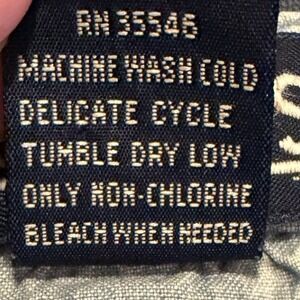 RN 35546
MACHINE WASH COLD
DELICATE CYCLE
TUMBLE DRY LOW
ONLY NON-CHLORINE
BLEACH WHEN NEEDED